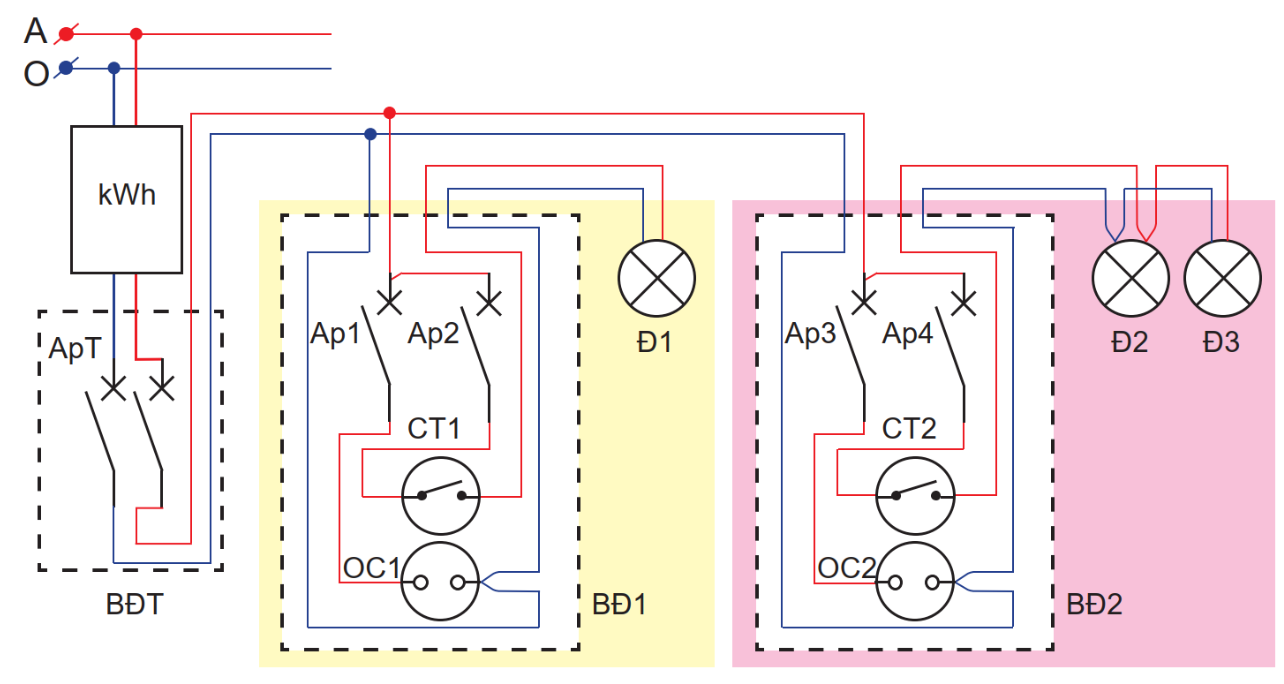 A
O
kWh
ApT
BĐT
Ap1
Ap2
CT1
OC1
BĐ1
Đ1
Ap3
Ap4
CT2
OC2
BĐ2
Đ2
Đ3